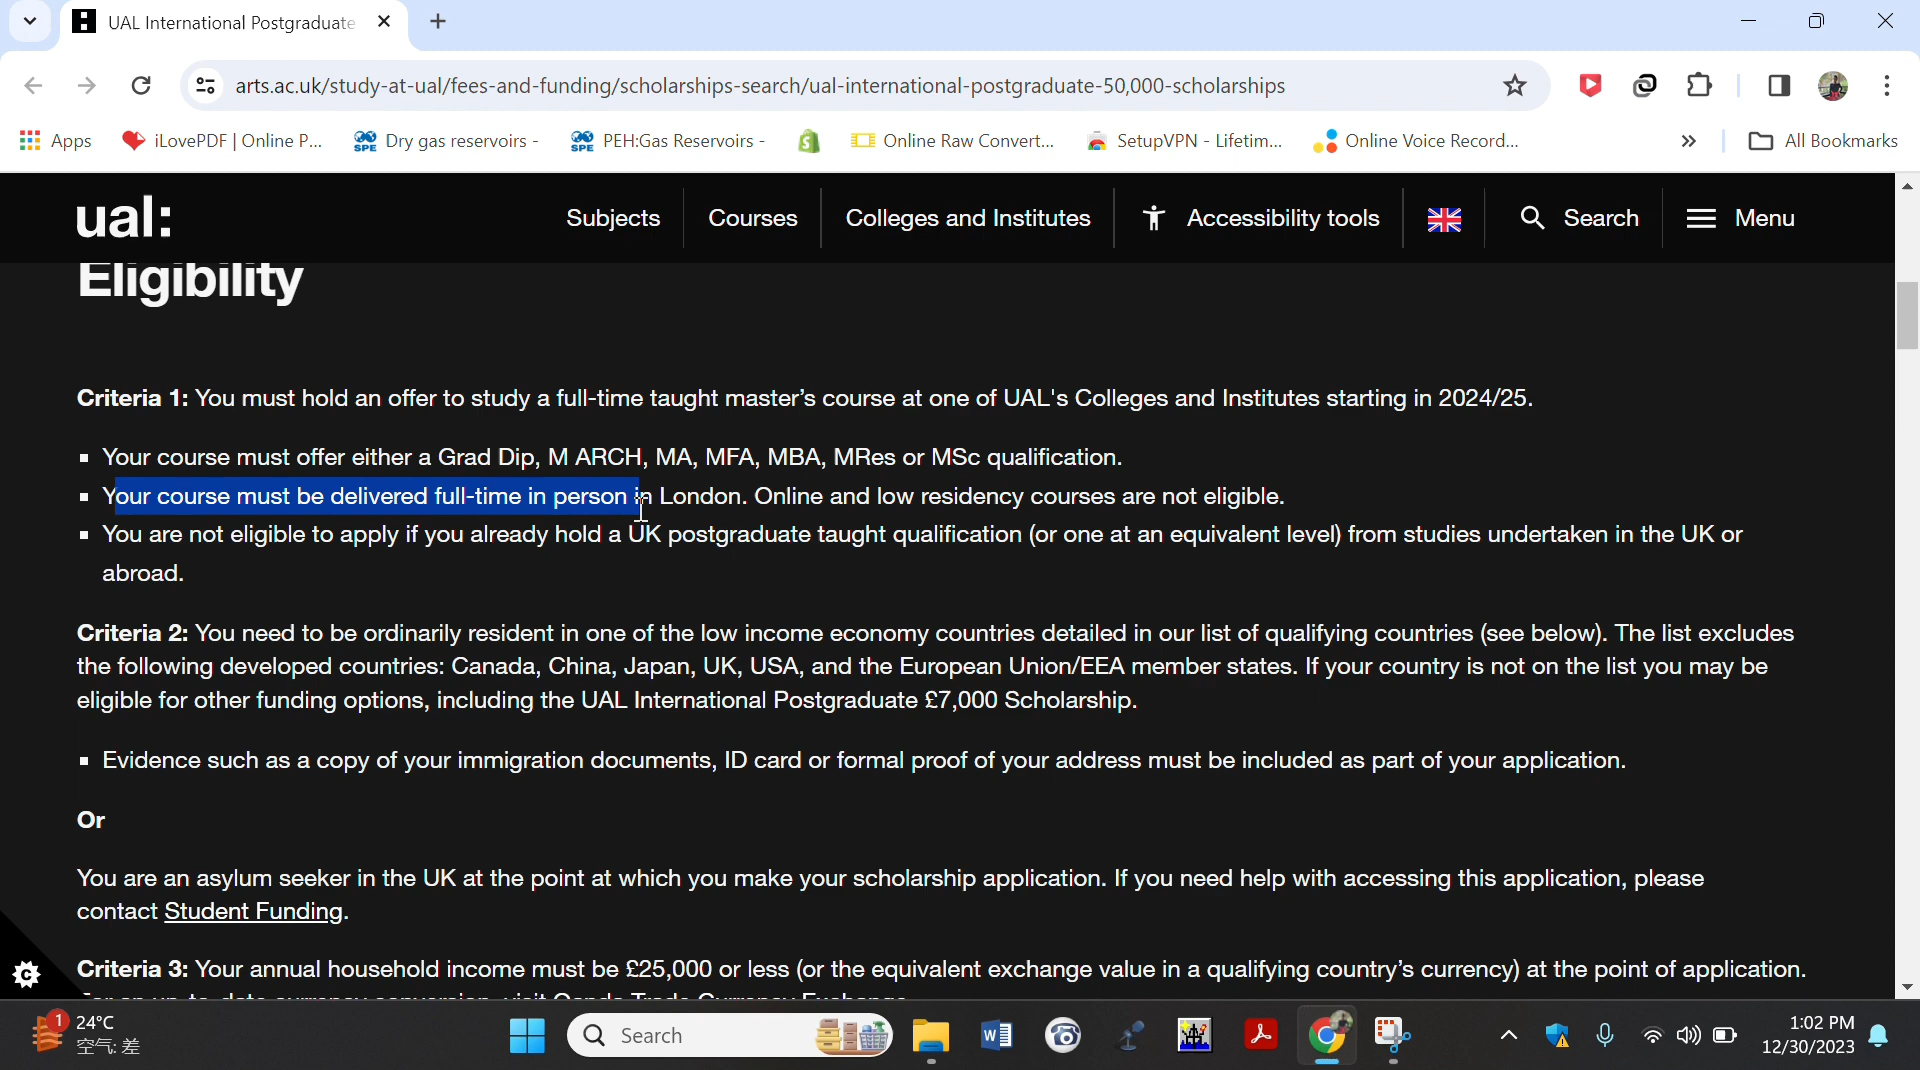 UAL International Postgraduate
arts.ac.uk/study-at-ual/fees-and-funding/scholarships-search/ual-international-postgraduate-50,000-scholarships
Apps iLovePDF | Online P... Dry gas reservoirs - PEH:Gas Reservoirs - Online Raw Convert... SetupVPN - Lifetim... Online Voice Record... » All Bookmarks
ual: Subjects Courses Colleges and Institutes Accessibility tools Search Menu
Eligibility
Criteria 1: You must hold an offer to study a full-time taught master’s course at one of UAL's Colleges and Institutes starting in 2024/25.
Your course must offer either a Grad Dip, M ARCH, MA, MFA, MBA, MRes or MSc qualification.
Your course must be delivered full-time in person in London. Online and low residency courses are not eligible.
You are not eligible to apply if you already hold a UK postgraduate taught qualification (or one at an equivalent level) from studies undertaken in the UK or
abroad.
Criteria 2: You need to be ordinarily resident in one of the low income economy countries detailed in our list of qualifying countries (see below). The list excludes
the following developed countries: Canada, China, Japan, UK, USA, and the European Union/EEA member states. If your country is not on the list you may be
eligible for other funding options, including the UAL International Postgraduate £7,000 Scholarship.
Evidence such as a copy of your immigration documents, ID card or formal proof of your address must be included as part of your application.
Or
You are an asylum seeker in the UK at the point at which you make your scholarship application. If you need help with accessing this application, please
contact Student Funding.
Criteria 3: Your annual household income must be £25,000 or less (or the equivalent exchange value in a qualifying country’s currency) at the point of application.
1 24°C
空气: 差
Search
1:02 PM
12/30/2023